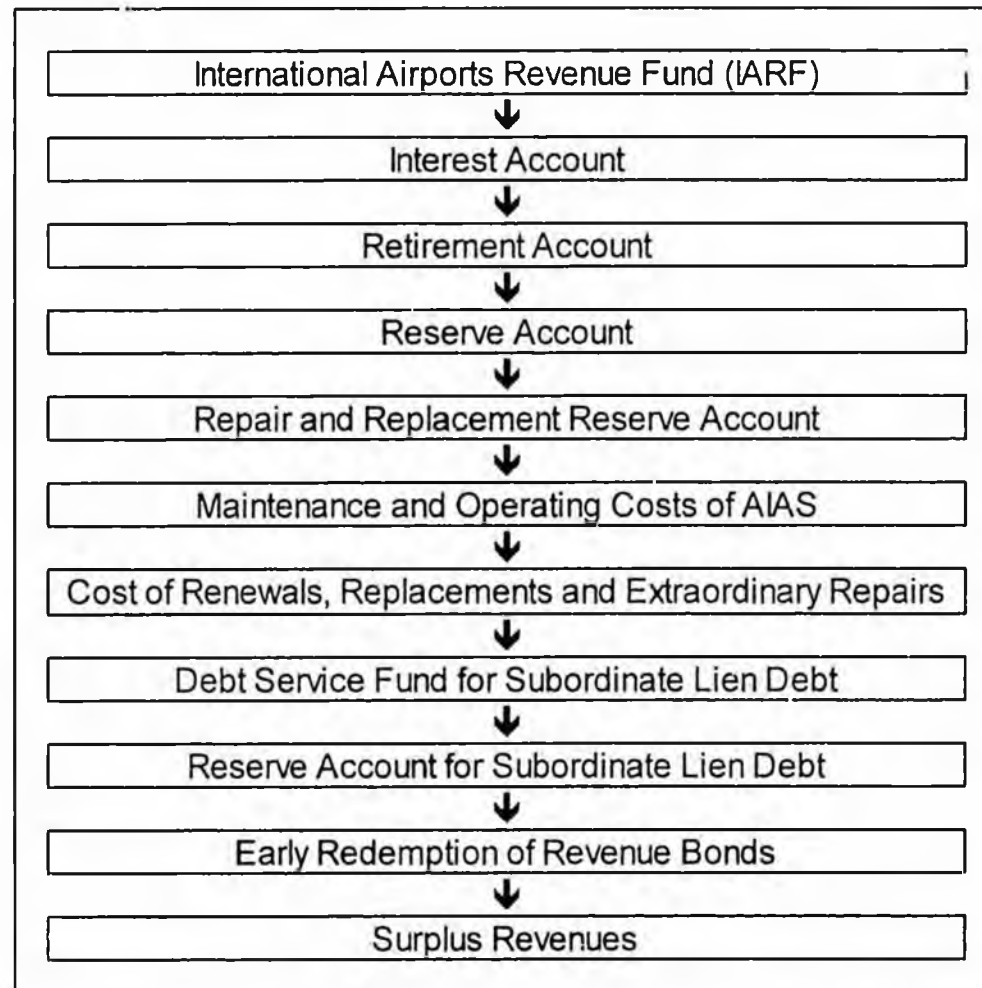 International Airports Revenue Fund (IARF)
Interest Account
Retirement Account
Reserve Account
Repair and Replacement Reserve Account
Maintenance and Operating Costs of AIAS
Cost of Renewals, Replacements and Extraordinary Repairs
Debt Service Fund for Subordinate Lien Debt
Reserve Account for Subordinate Lien Debt
Early Redemption of Revenue Bonds
Surplus Revenues